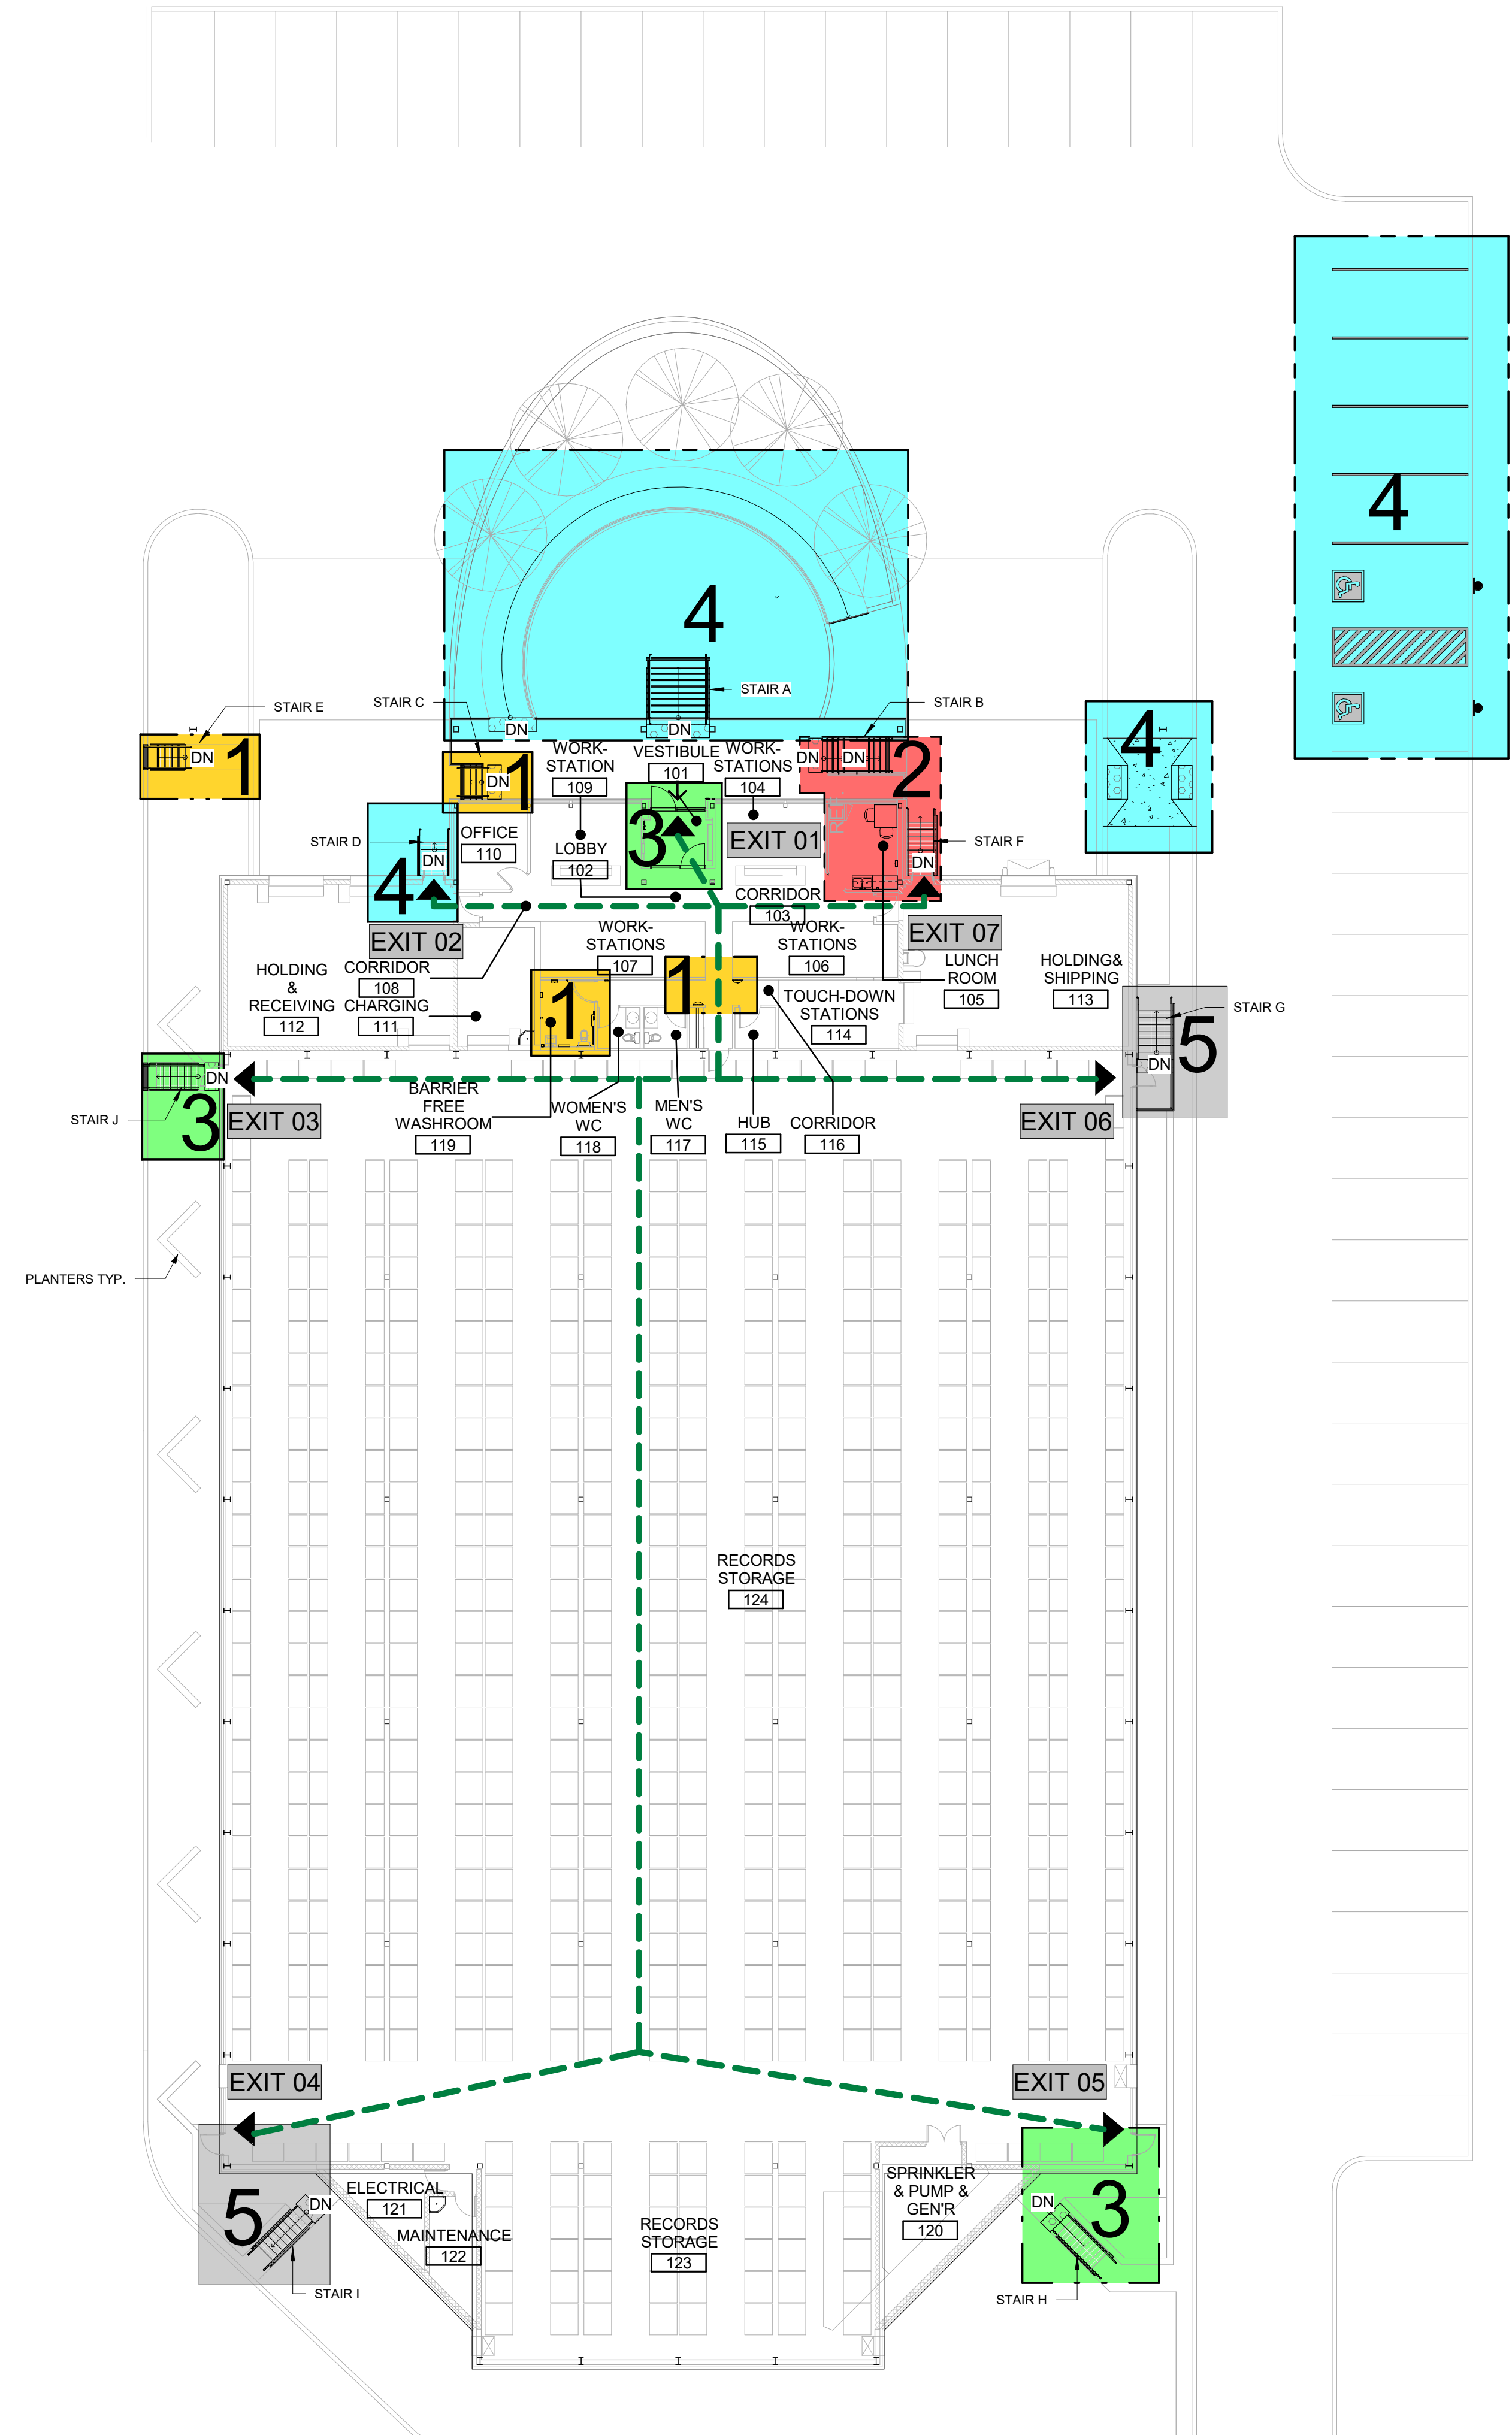 4
4
STAIR A
STAIR E
STAIR C
STAIR B
1
DN
DN
DN
WORK-
STATION
109
VESTIBULE
101
WORK-
STATIONS
104
DN
DN
2
4
1
DN
REF
3
EXIT 01
STAIR D
DN
OFFICE
110
LOBBY
102
STAIR F
DN
4
CORRIDOR
103
EXIT 02
WORK-
STATIONS
107
WORK-
STATIONS
106
EXIT 07
HOLDING
&
RECEIVING
112
CORRIDOR
108
CHARGING
111
1
1
LUNCH
ROOM
105
HOLDING&
SHIPPING
113
TOUCH-DOWN
STATIONS
114
STAIR G
5
DN
DN
STAIR J
3
EXIT 03
BARRIER
FREE
WASHROOM
119
WOMEN'S
WC
118
MEN'S
WC
117
HUB
115
CORRIDOR
116
EXIT 06
PLANTERS TYP.
RECORDS
STORAGE
124
EXIT 04
EXIT 05
5
DN
STAIR I
ELECTRICAL
121
MAINTENANCE
122
RECORDS
STORAGE
123
SPRINKLER
& PUMP &
GEN'R
120
DN
3
STAIR H